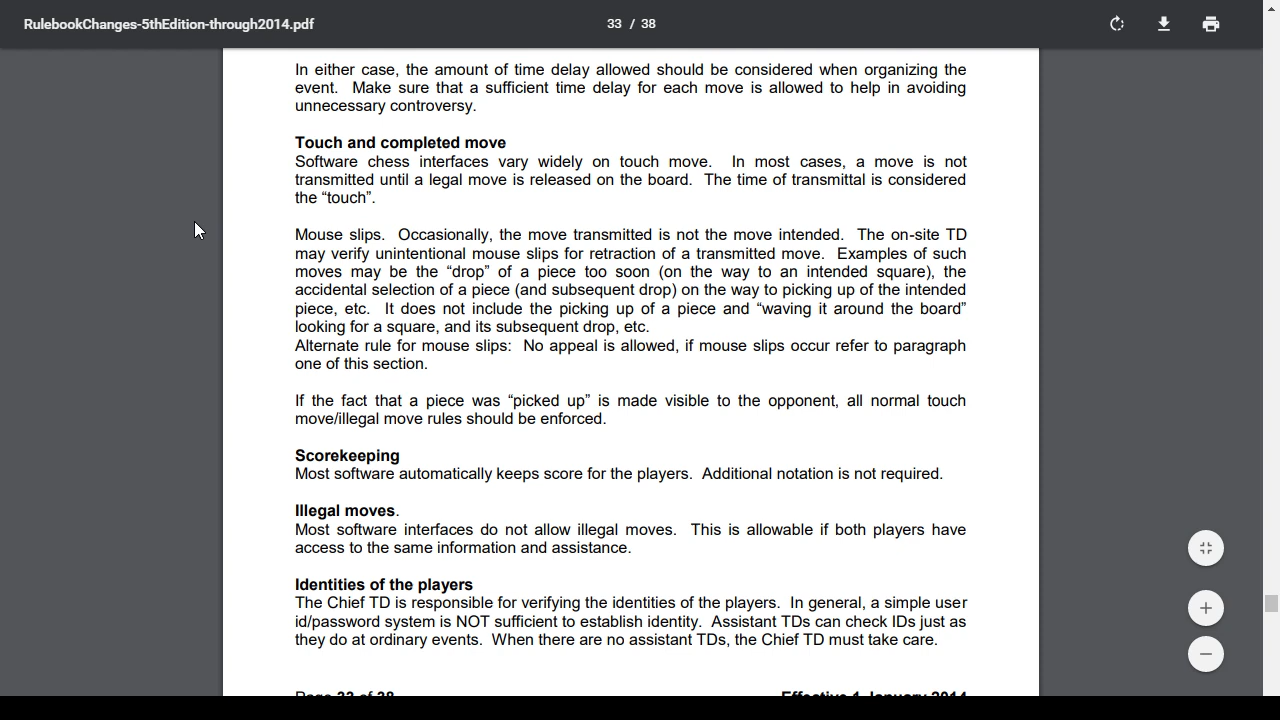 RulebookChanges-5thEdition-through2014.pdf
33 / 38
In either case, the amount of time delay allowed should be considered when organizing the
event. Make sure that a sufficient time delay for each move is allowed to help in avoiding
unnecessary controversy.
Touch and completed move
Software chess interfaces vary widely on touch move. In most cases, a move is not
transmitted until a legal move is released on the board. The time of transmittal is considered
the “touch”.
Mouse slips. Occasionally, the move transmitted is not the move intended. The on-site TD
may verify unintentional mouse slips for retraction of a transmitted move. Examples of such
moves may be the “drop” of a piece too soon (on the way to an intended square), the
accidental selection of a piece (and subsequent drop) on the way to picking up of the intended
piece, etc. It does not include the picking up of a piece and “waving it around the board”
looking for a square, and its subsequent drop, etc.
Alternate rule for mouse slips: No appeal is allowed, if mouse slips occur refer to paragraph
one of this section.
If the fact that a piece was “picked up” is made visible to the opponent, all normal touch
move/illegal move rules should be enforced.
Scorekeeping
Most software automatically keeps score for the players. Additional notation is not required.
Illegal moves.
Most software interfaces do not allow illegal moves. This is allowable if both players have
access to the same information and assistance.
Identities of the players
The Chief TD is responsible for verifying the identities of the players. In general, a simple user
id/password system is NOT sufficient to establish identity. Assistant TDs can check IDs just as
they do at ordinary events. When there are no assistant TDs, the Chief TD must take care.
Page 33 of 38
Effective 1 January 2014